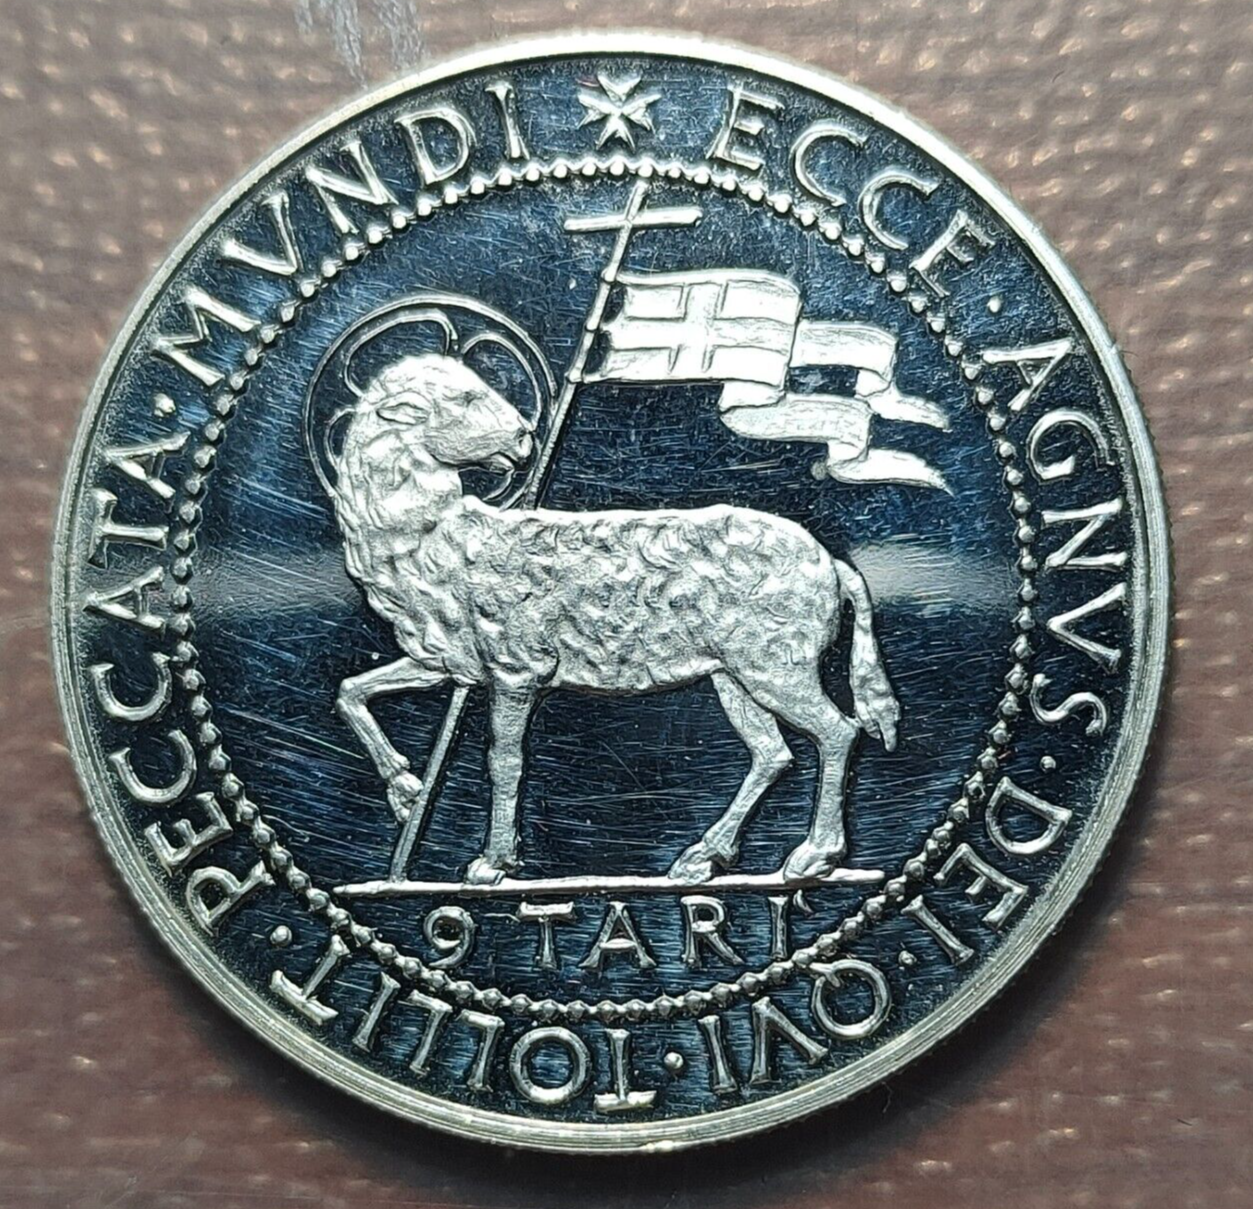 ECCE · AGNVS · DEI · QVI · TOLLIT · PECCATA · MVNDI
9 TARI'